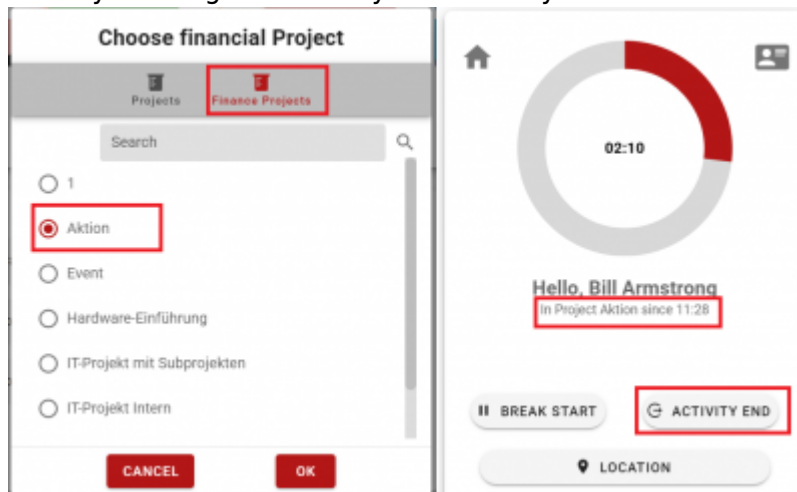 Choose financial Project
Projects
Finance Projects
Search
1
Aktion
Event
Hardware-Einführung
IT-Projekt mit Subprojekten
IT-Projekt Intern
CANCEL
OK
02:10
Hello, Bill Armstrong
In Project Aktion since 11:28
BREAK START
ACTIVITY END
LOCATION